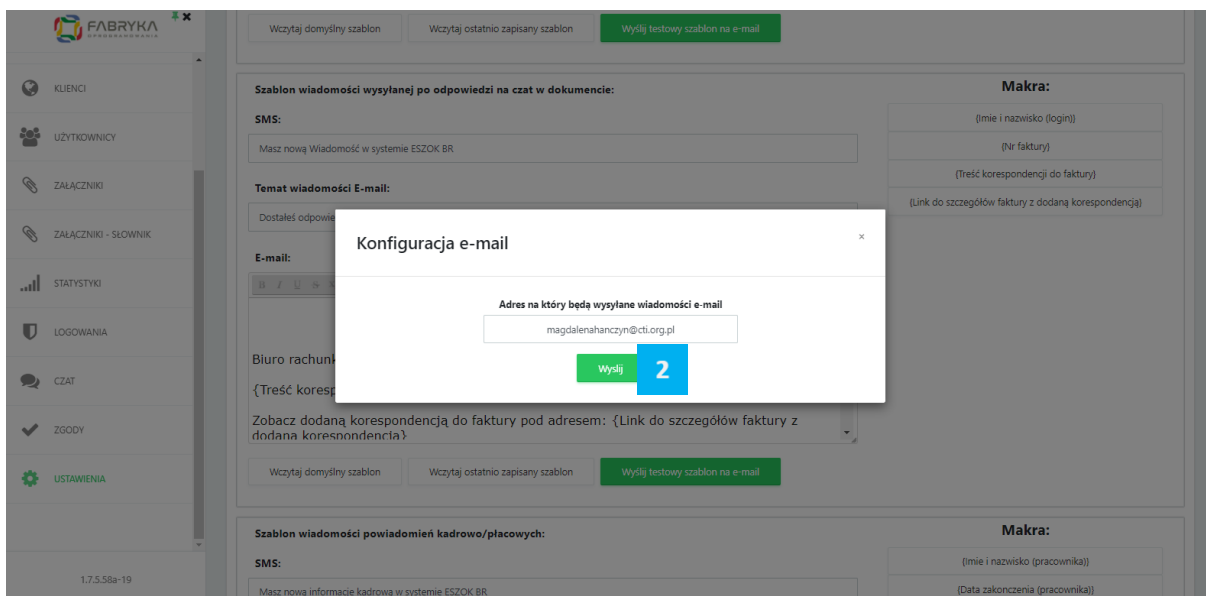 FABRYKA
OPROGRAMOWANIA
KLIENCI
UŻYTKOWNICY
ZAŁĄCZNIKI
ZAŁĄCZNIKI - SŁOWNIK
STATYSTYKI
LOGOWANIA
CZAT
ZGODY
USTAWIENIA
1.7.5.58a-19
Wczytaj domyślny szablon
Wczytaj ostatnio zapisany szablon
Wyślij testowy szablon na e-mail
Szablon wiadomości wysyłanej po odpowiedzi na czat w dokumencie:
SMS:
Masz nową Wiadomość w systemie ESZOK BR
Temat wiadomości E-mail:
Dostałeś odpowie
E-mail:
B I U S
Biuro rachunk
{Treść koresp
Zobacz dodaną korespondencją do faktury pod adresem: {Link do szczegółów faktury z
dodaną korespondencją}
Wczytaj domyślny szablon
Wczytaj ostatnio zapisany szablon
Wyślij testowy szablon na e-mail
Makra:
{Imie i nazwisko (login)}
{Nr faktury}
{Treść korespondencji do faktury}
{Link do szczegółów faktury z dodaną korespondencją}
Konfiguracja e-mail
×
Adres na który będą wysyłane wiadomości e-mail
magdalenahanczyn@cti.org.pl
Wyslij
2
Szablon wiadomości powiadomień kadrowo/płacowych:
SMS:
Masz nową informację kadrową w systemie ESZOK BR
Makra:
{Imie i nazwisko (pracownika)}
{Data zakonczenia (pracownika)}